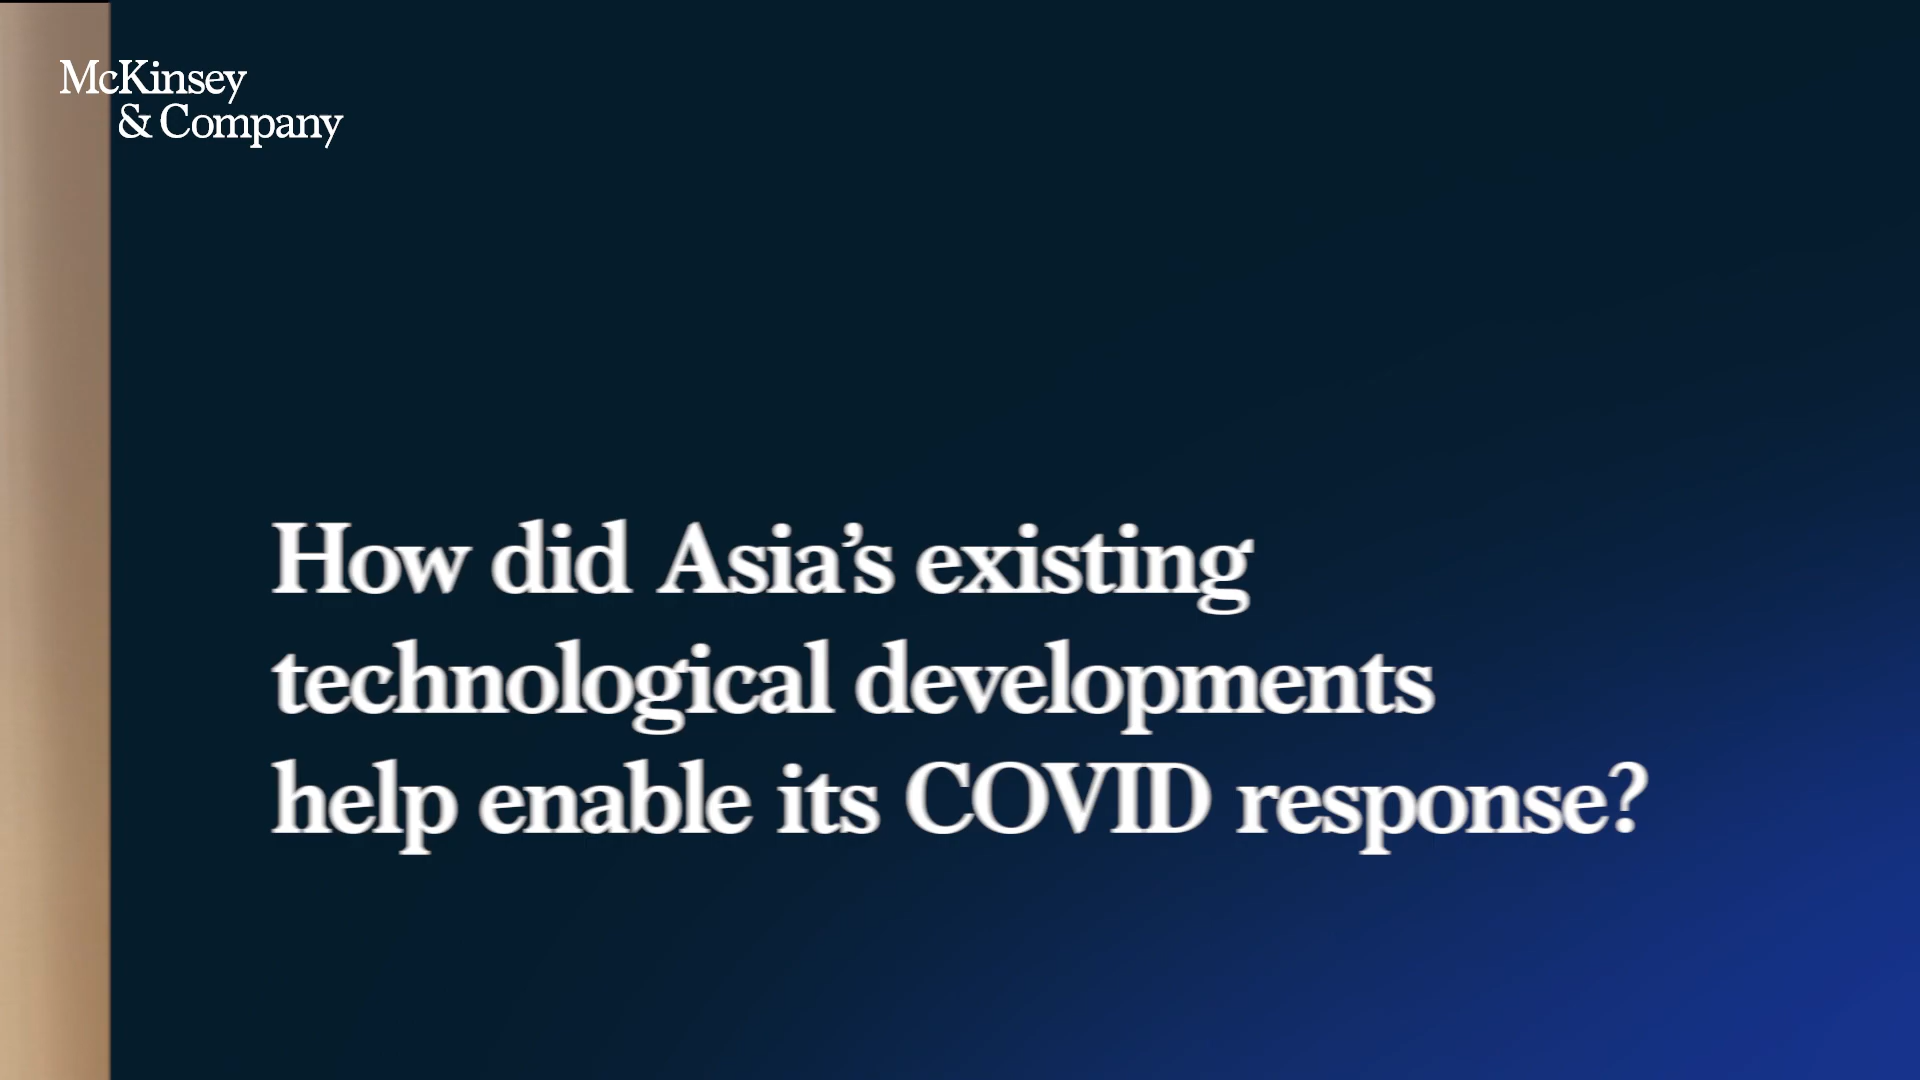 McKinsey
& Company
How did Asia’s existing
technological developments
help enable its COVID response?